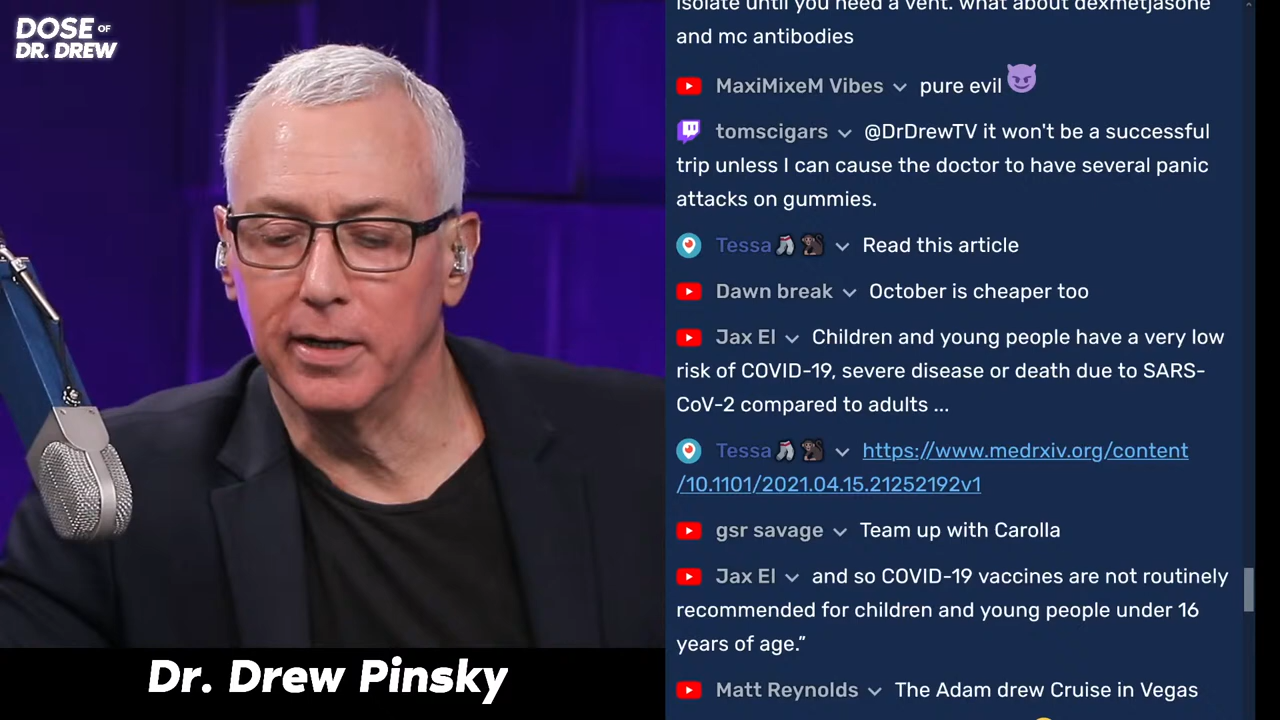 DOSE OF
DR. DREW
isolate until you need a vent. what about dexmetjasone
and mc antibodies
MaxiMixeM Vibes pure evil
tomscigars @DrDrewTV it won't be a successful
trip unless I can cause the doctor to have several panic
attacks on gummies.
Tessa Read this article
Dawn break October is cheaper too
Jax El Children and young people have a very low
risk of COVID-19, severe disease or death due to SARS-
CoV-2 compared to adults ...
Tessa https://www.medrxiv.org/content
/10.1101/2021.04.15.21252192v1
gsr savage Team up with Carolla
Jax El and so COVID-19 vaccines are not routinely
recommended for children and young people under 16
years of age.”
Matt Reynolds The Adam drew Cruise in Vegas
Dr. Drew Pinsky